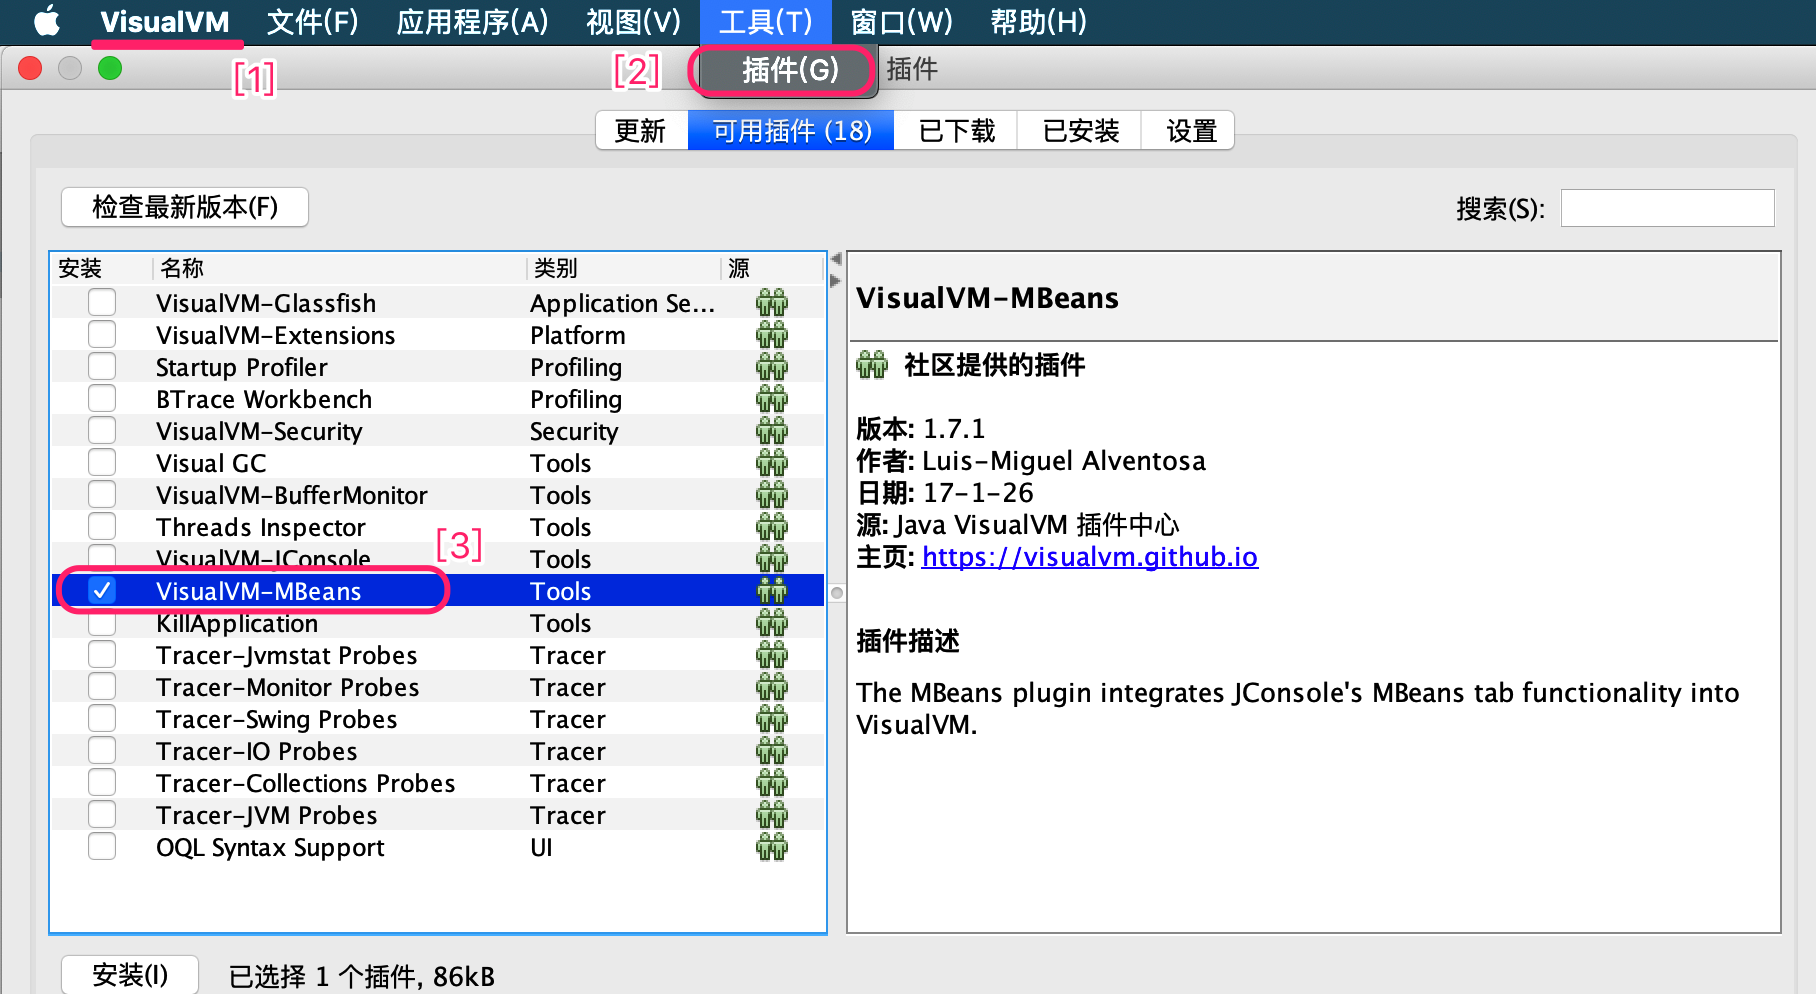 VisualVM 文件(F) 应用程序(A) 视图(V) 工具(T) 窗口(W) 帮助(H)
[1] [2] 插件(G) 插件
更新 可用插件 (18) 已下载 已安装 设置
检查最新版本(F) 搜索(S):
安装 名称 类别 源
VisualVM-Glassfish Application Se...
VisualVM-Extensions Platform
Startup Profiler Profiling
BTrace Workbench Profiling
VisualVM-Security Security
Visual GC Tools
VisualVM-BufferMonitor Tools
Threads Inspector Tools
[3]
VisualVM-JConsole Tools
VisualVM-MBeans Tools
KillApplication Tools
Tracer-Jvmstat Probes Tracer
Tracer-Monitor Probes Tracer
Tracer-Swing Probes Tracer
Tracer-IO Probes Tracer
Tracer-Collections Probes Tracer
Tracer-JVM Probes Tracer
OQL Syntax Support UI
VisualVM-MBeans
社区提供的插件
版本: 1.7.1
作者: Luis-Miguel Alventosa
日期: 17-1-26
源: Java VisualVM 插件中心
主页: https://visualvm.github.io
插件描述
The MBeans plugin integrates JConsole's MBeans tab functionality into
VisualVM.
安装(I) 已选择 1 个插件, 86kB